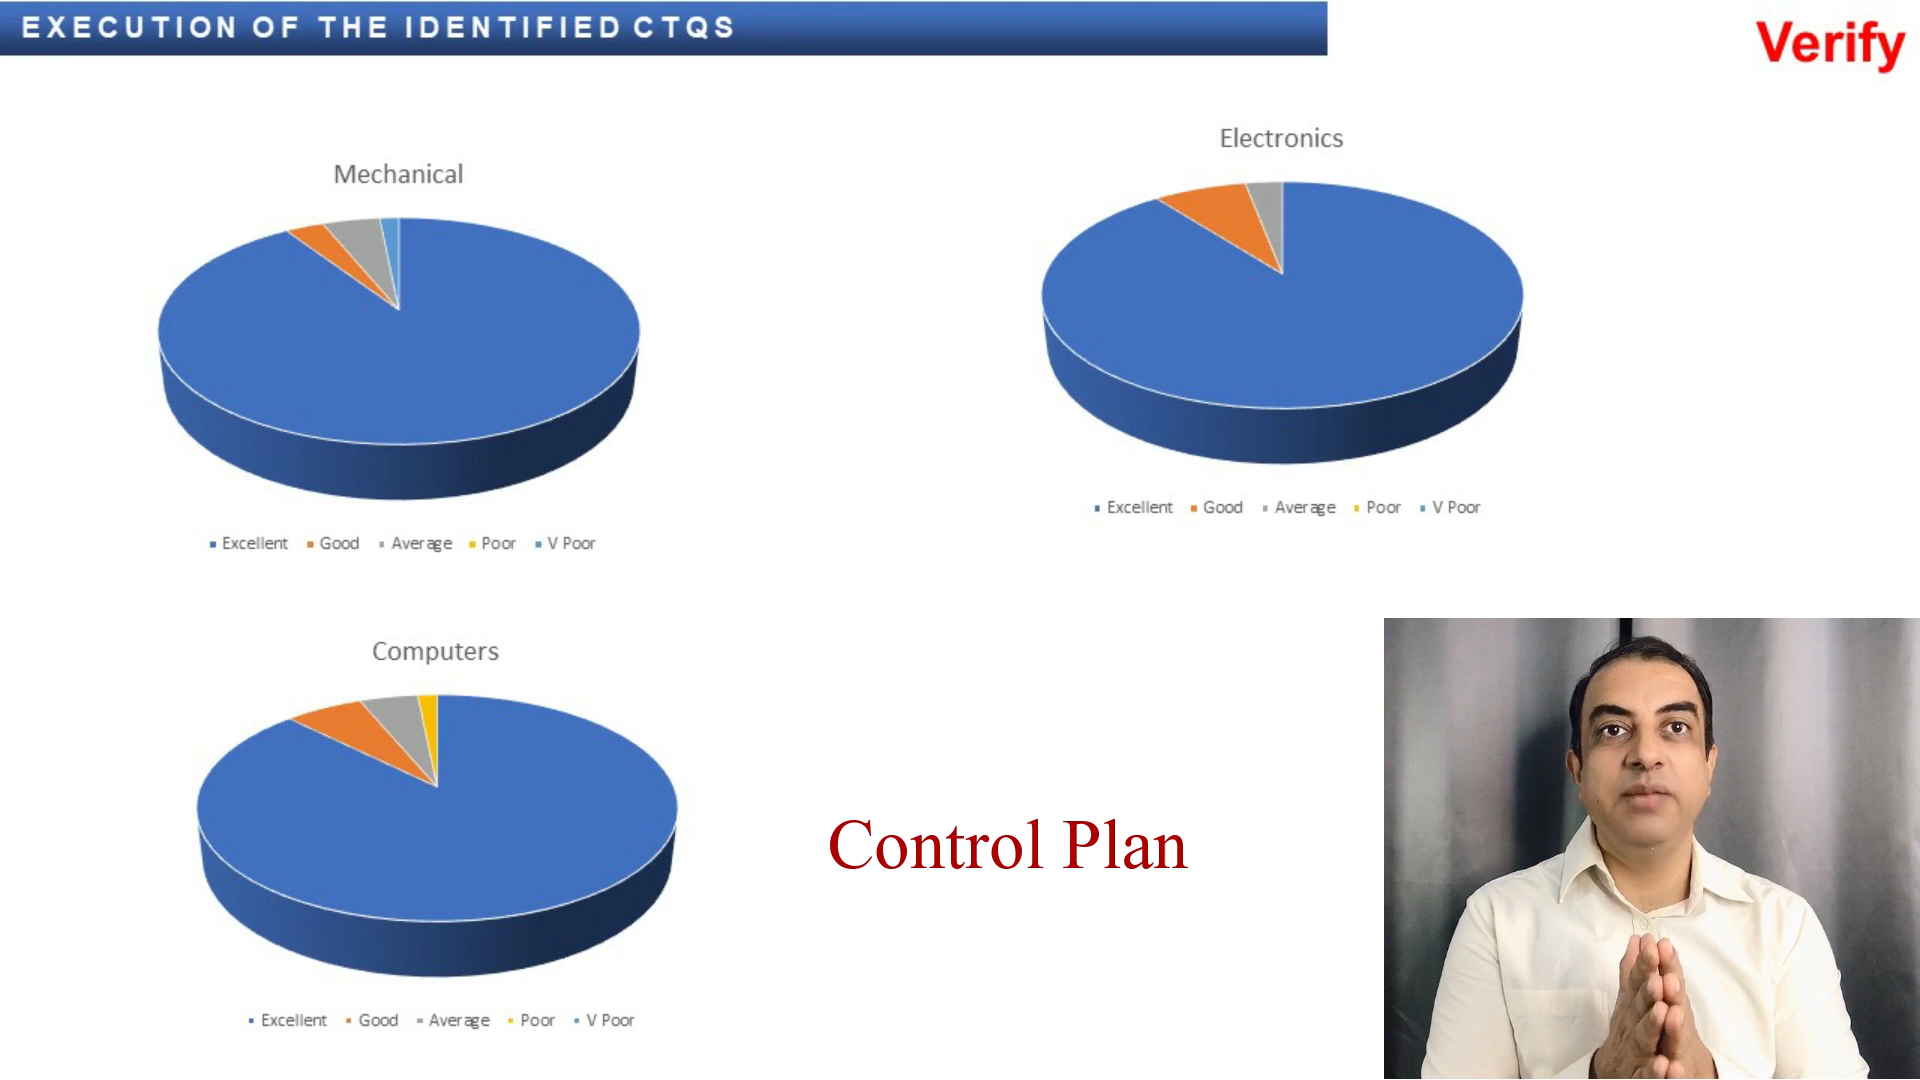 EXECUTION OF THE IDENTIFIED CTQS
Verify
Mechanical
Excellent Good Average Poor V Poor
Electronics
Excellent Good Average Poor V Poor
Computers
Excellent Good Average Poor V Poor
Control Plan